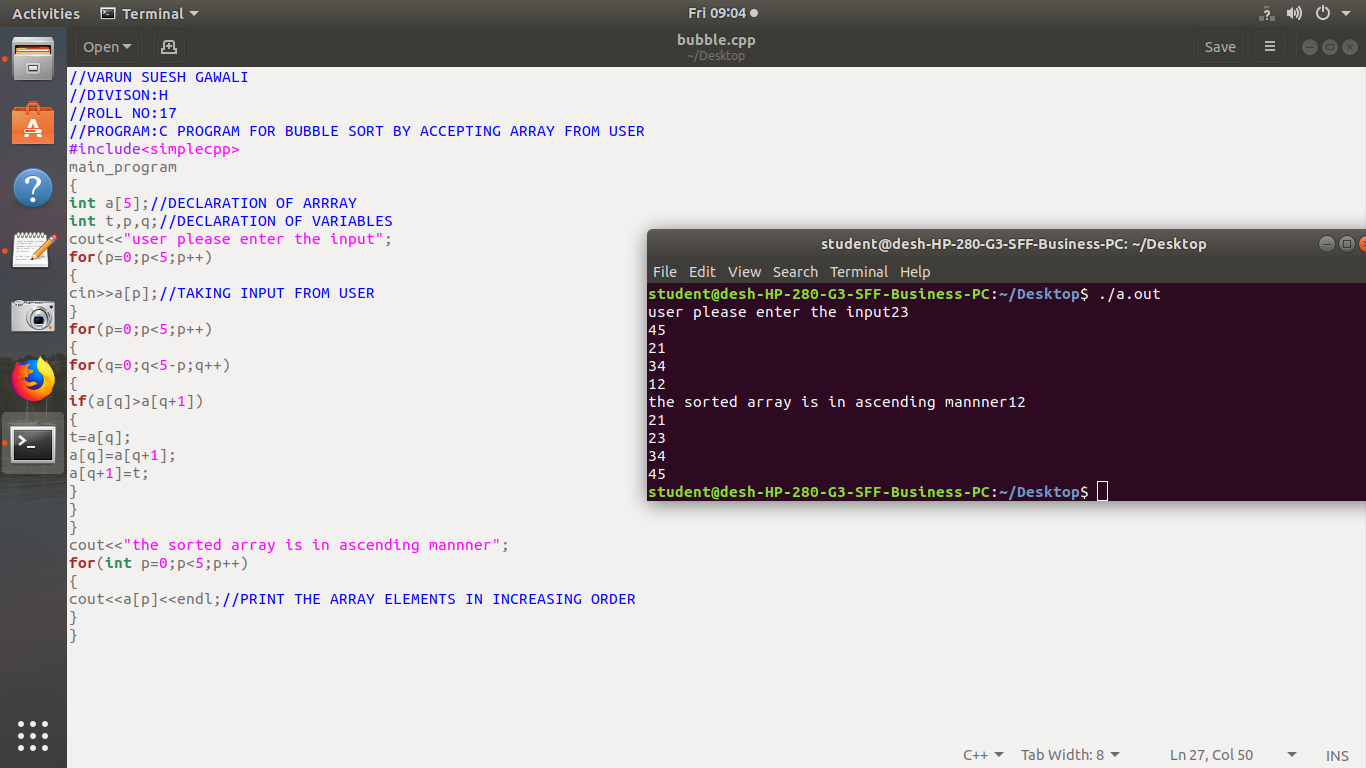 Activities Terminal Fri 09:04
Open bubble.cpp Save
~/Desktop
//VARUN SUESH GAWALI
//DIVISON:H
//ROLL NO:17
//PROGRAM:C PROGRAM FOR BUBBLE SORT BY ACCEPTING ARRAY FROM USER
#include<simplecpp>
main_program
{
int a[5];//DECLARATION OF ARRRAY
int t,p,q;//DECLARATION OF VARIABLES
cout<<"user please enter the input";
for(p=0;p<5;p++)
{
cin>>a[p];//TAKING INPUT FROM USER
}
for(p=0;p<5;p++)
{
for(q=0;q<5-p;q++)
{
if(a[q]>a[q+1])
{
t=a[q];
a[q]=a[q+1];
a[q+1]=t;
}
}
}
cout<<"the sorted array is in ascending mannner";
for(int p=0;p<5;p++)
{
cout<<a[p]<<endl;//PRINT THE ARRAY ELEMENTS IN INCREASING ORDER
}
}
student@desh-HP-280-G3-SFF-Business-PC: ~/Desktop
File Edit View Search Terminal Help
student@desh-HP-280-G3-SFF-Business-PC:~/Desktop$ ./a.out
user please enter the input23
45
21
34
12
the sorted array is in ascending mannner12
21
23
34
45
student@desh-HP-280-G3-SFF-Business-PC:~/Desktop$
C++ Tab Width: 8 Ln 27, Col 50 INS